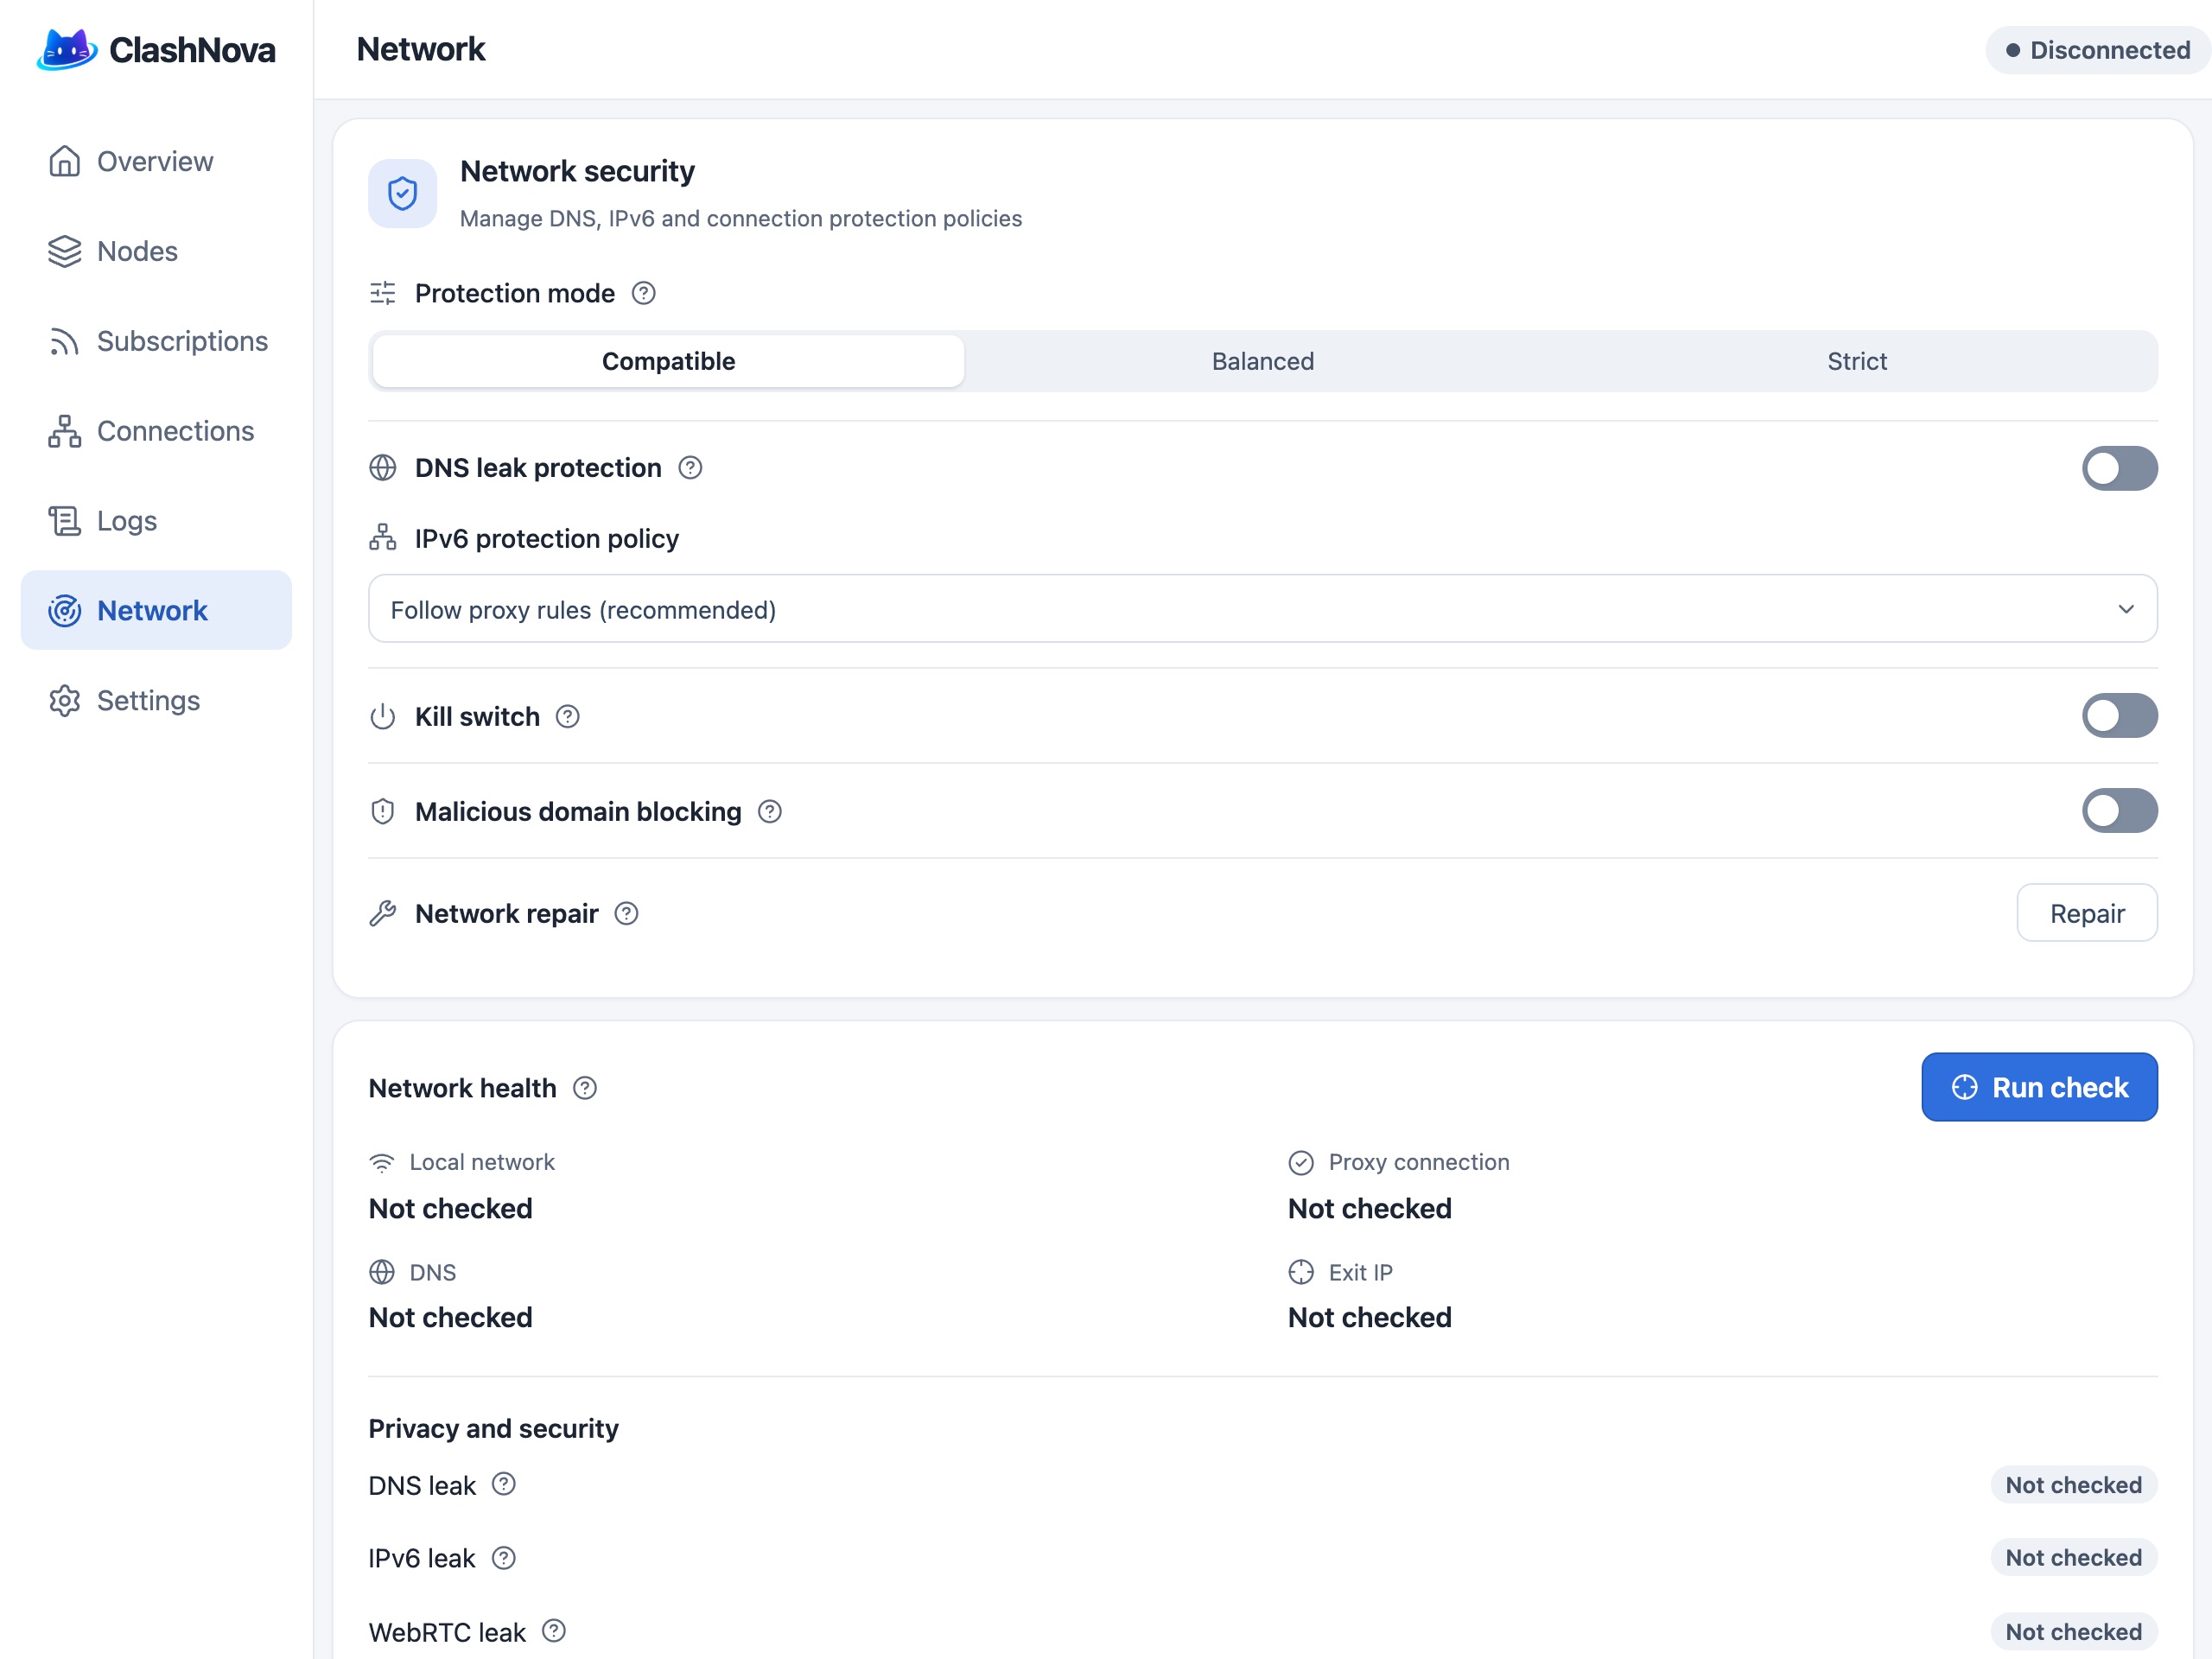 ClashNova
Network
Disconnected
Overview
Nodes
Subscriptions
Connections
Logs
Network
Settings
Network security
Manage DNS, IPv6 and connection protection policies
Protection mode
Compatible
Balanced
Strict
DNS leak protection
IPv6 protection policy
Follow proxy rules (recommended)
Kill switch
Malicious domain blocking
Network repair
Repair
Network health
Run check
Local network
Not checked
Proxy connection
Not checked
DNS
Not checked
Exit IP
Not checked
Privacy and security
DNS leak
Not checked
IPv6 leak
Not checked
WebRTC leak
Not checked